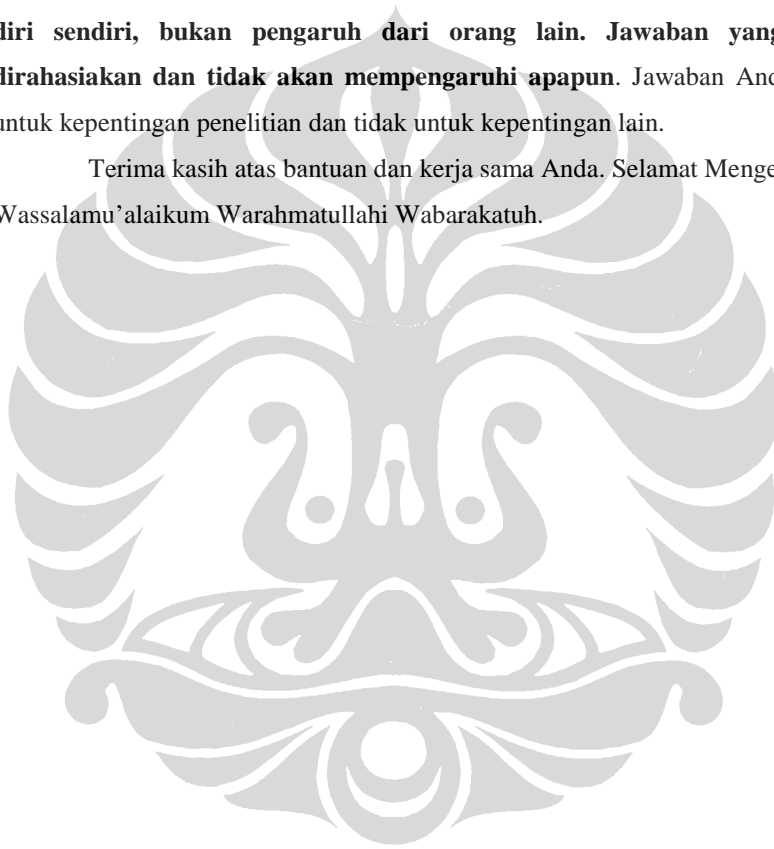 diri sendiri, bukan pengaruh dari orang lain. Jawaban yang
dirahasiakan dan tidak akan mempengaruhi apapun. Jawaban And
untuk kepentingan penelitian dan tidak untuk kepentingan lain.
Terima kasih atas bantuan dan kerja sama Anda. Selamat Menge
Wassalamu’alaikum Warahmatullahi Wabarakatuh.